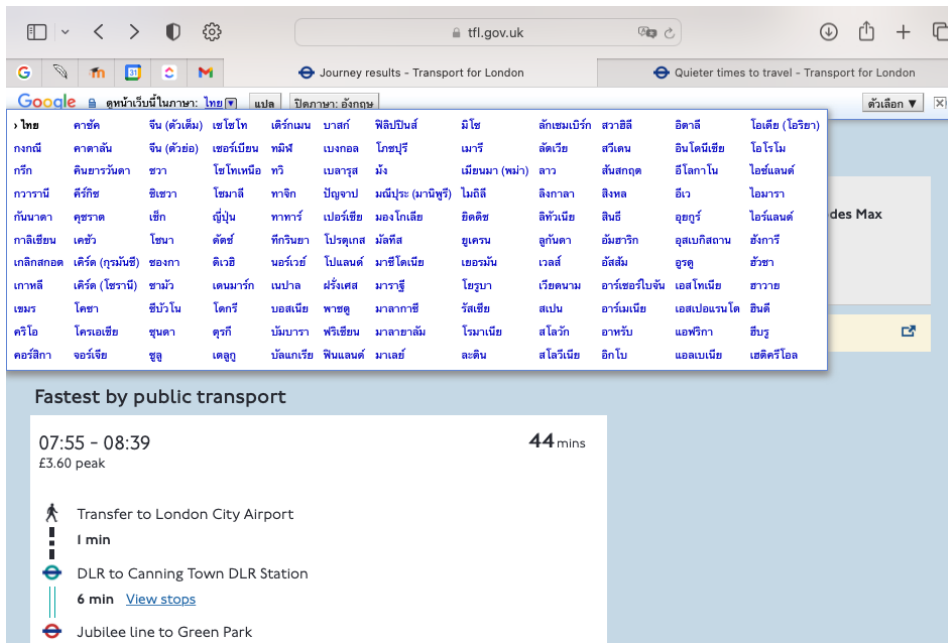 tfl.gov.uk
Journey results - Transport for London
Quieter times to travel - Transport for London
Google ดูหน้าเว็บนี้ในภาษา: ไทย แปล ปิดภาษา: อังกฤษ ตัวเลือก ▼
› ไทย คาซัค จีน (ตัวเต็ม) เซโซโท เติร์กเมน บาสก์ ฟิลิปปินส์ มิโซ ลักเซมเบิร์ก สวาฮิลี อิตาลี โอเดีย (โอริยา)
กงกณี คาตาลัน จีน (ตัวย่อ) เซอร์เบียน ทมิฬ เบงกอล โภชปุรี เมารี ลัตเวีย สวีเดน อินโดนีเซีย โอโรโม
กรีก คินยารวันดา ชวา โซโทเหนือ ทวิ เบลารุส ม้ง เมียนมา (พม่า) ลาว สันสกฤต อีโลกาโน ไอซ์แลนด์
กวารานี คีร์กิซ ชิเชวา โซมาลี ทาจิก ปัญจาป มณีปุระ (มานิพูรี) ไมถิลี ลิงกาลา สิงหล อีเว ไอมารา
กันนาดา คุชราต เช็ก ญี่ปุ่น ทาทาร์ เปอร์เซีย มองโกเลีย ยิดดิช ลิทัวเนีย สินธี อุยกูร์ ไอร์แลนด์
กาลิเชียน เคชัว โชนา ดัตช์ ทีกรินยา โปรตุเกส มัลทีส ยูเครน ลูกันดา อัมฮาริก อุสเบกิสถาน ฮังการี
เกลิกสกอต เคิร์ด (กุรมันชี) ซองกา ดิเวฮิ นอร์เวย์ โปแลนด์ มาซีโดเนีย เยอรมัน เวลส์ อัสสัม อูรดู ฮัวซา
เกาหลี เคิร์ด (โซรานี) ซามัว เดนมาร์ก เนปาล ฝรั่งเศส มาราฐี โยรูบา เวียดนาม อาร์เซอร์ไบจัน เอสโทเนีย ฮาวาย
เขมร โคซา ซีบัวโน โดกรี บอสเนีย พาชตู มาลากาซี รัสเซีย สเปน อาร์เมเนีย เอสเปอแรนโต ฮินดี
คริโอ โครเอเชีย ซุนดา ตุรกี บัมบารา ฟริเชียน มาลายาลัม โรมาเนีย สโลวัก อาหรับ แอฟริกา ฮีบรู
คอร์สิกา จอร์เจีย ซูลู เตลูกู บัลแกเรีย ฟินแลนด์ มาเลย์ ละติน สโลวีเนีย อิกโบ แอลเบเนีย เฮติครีโอล
des Max
Fastest by public transport
07:55 - 08:39 44 mins
£3.60 peak
Transfer to London City Airport
1 min
DLR to Canning Town DLR Station
6 min View stops
Jubilee line to Green Park